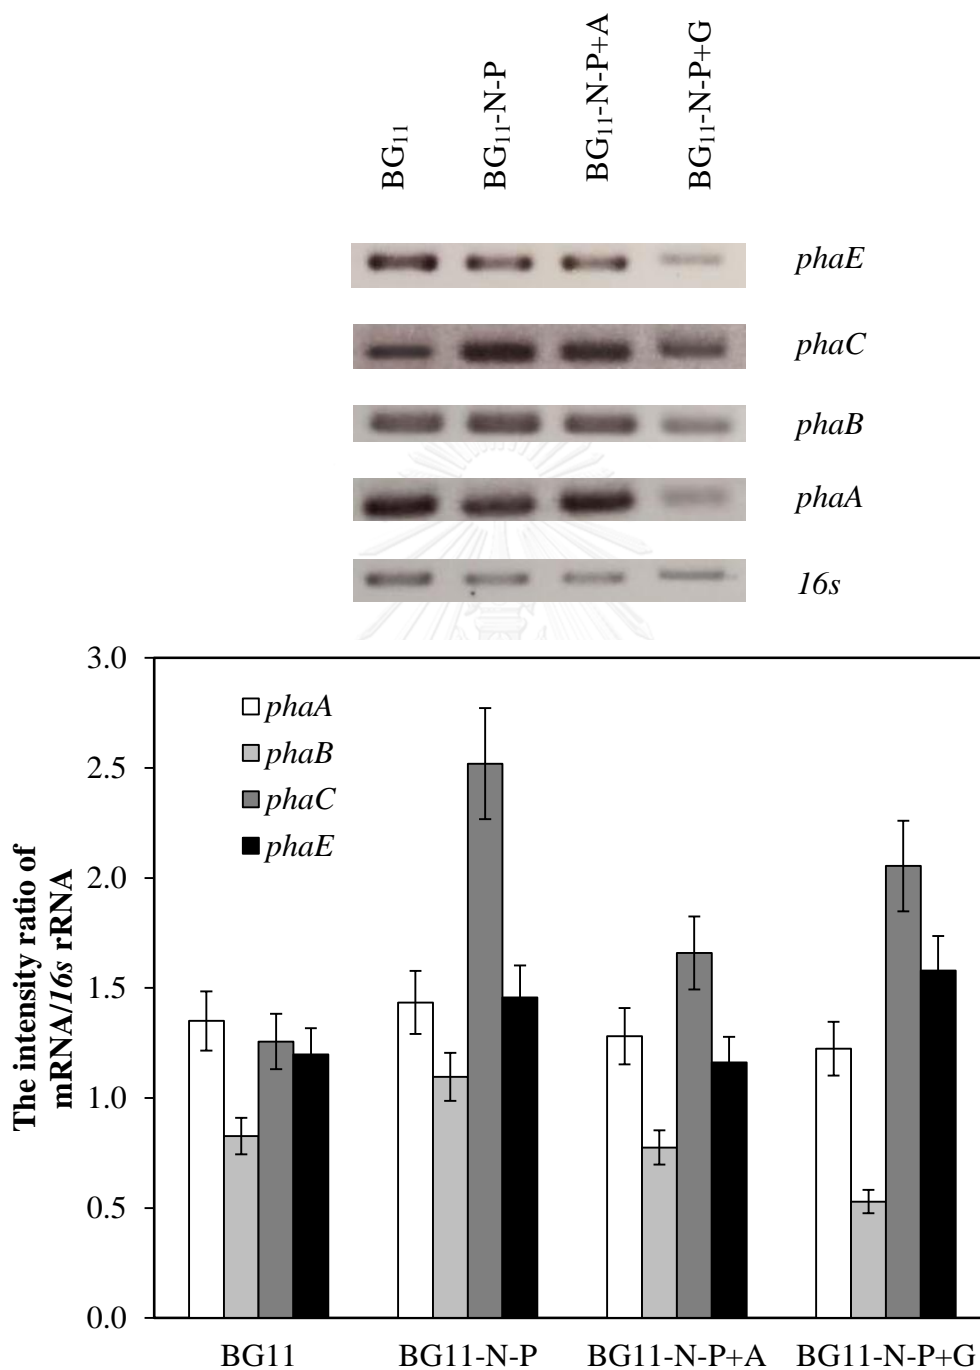 BG₁₁
BG₁₁-N-P
BG₁₁-N-P+A
BG₁₁-N-P+G
phaE
phaC
phaB
phaA
16s
The intensity ratio of
mRNA/16s rRNA
3.0
2.5
2.0
1.5
1.0
0.5
0.0
phaA
phaB
phaC
phaE
BG11
BG11-N-P
BG11-N-P+A
BG11-N-P+G